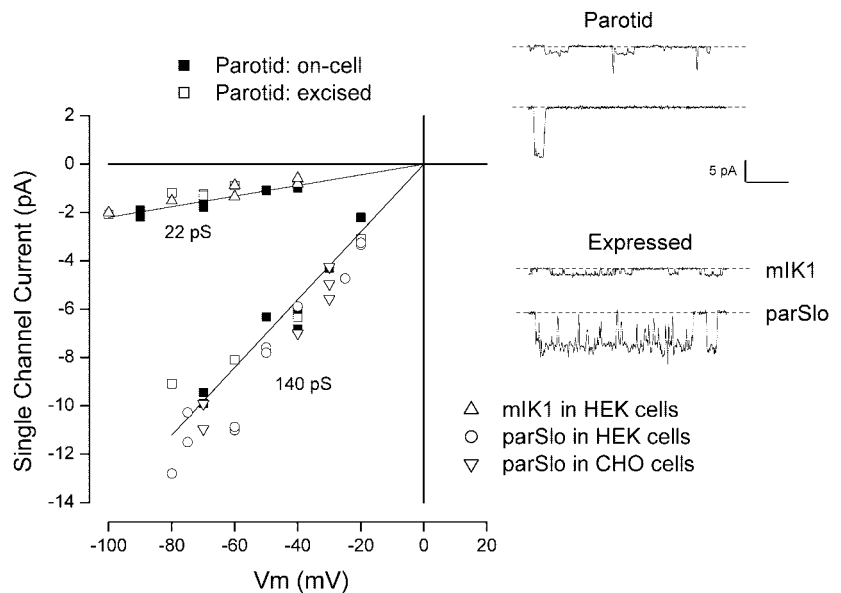 Parotid: on-cell
Parotid: excised
2
0
-2
-4
-6
-8
-10
-12
-14
Single Channel Current (pA)
22 pS
140 pS
-100
-80
-60
-40
-20
0
20
Vm (mV)
Parotid
5 pA
Expressed
mIK1
parSlo
mIK1 in HEK cells
parSlo in HEK cells
parSlo in CHO cells